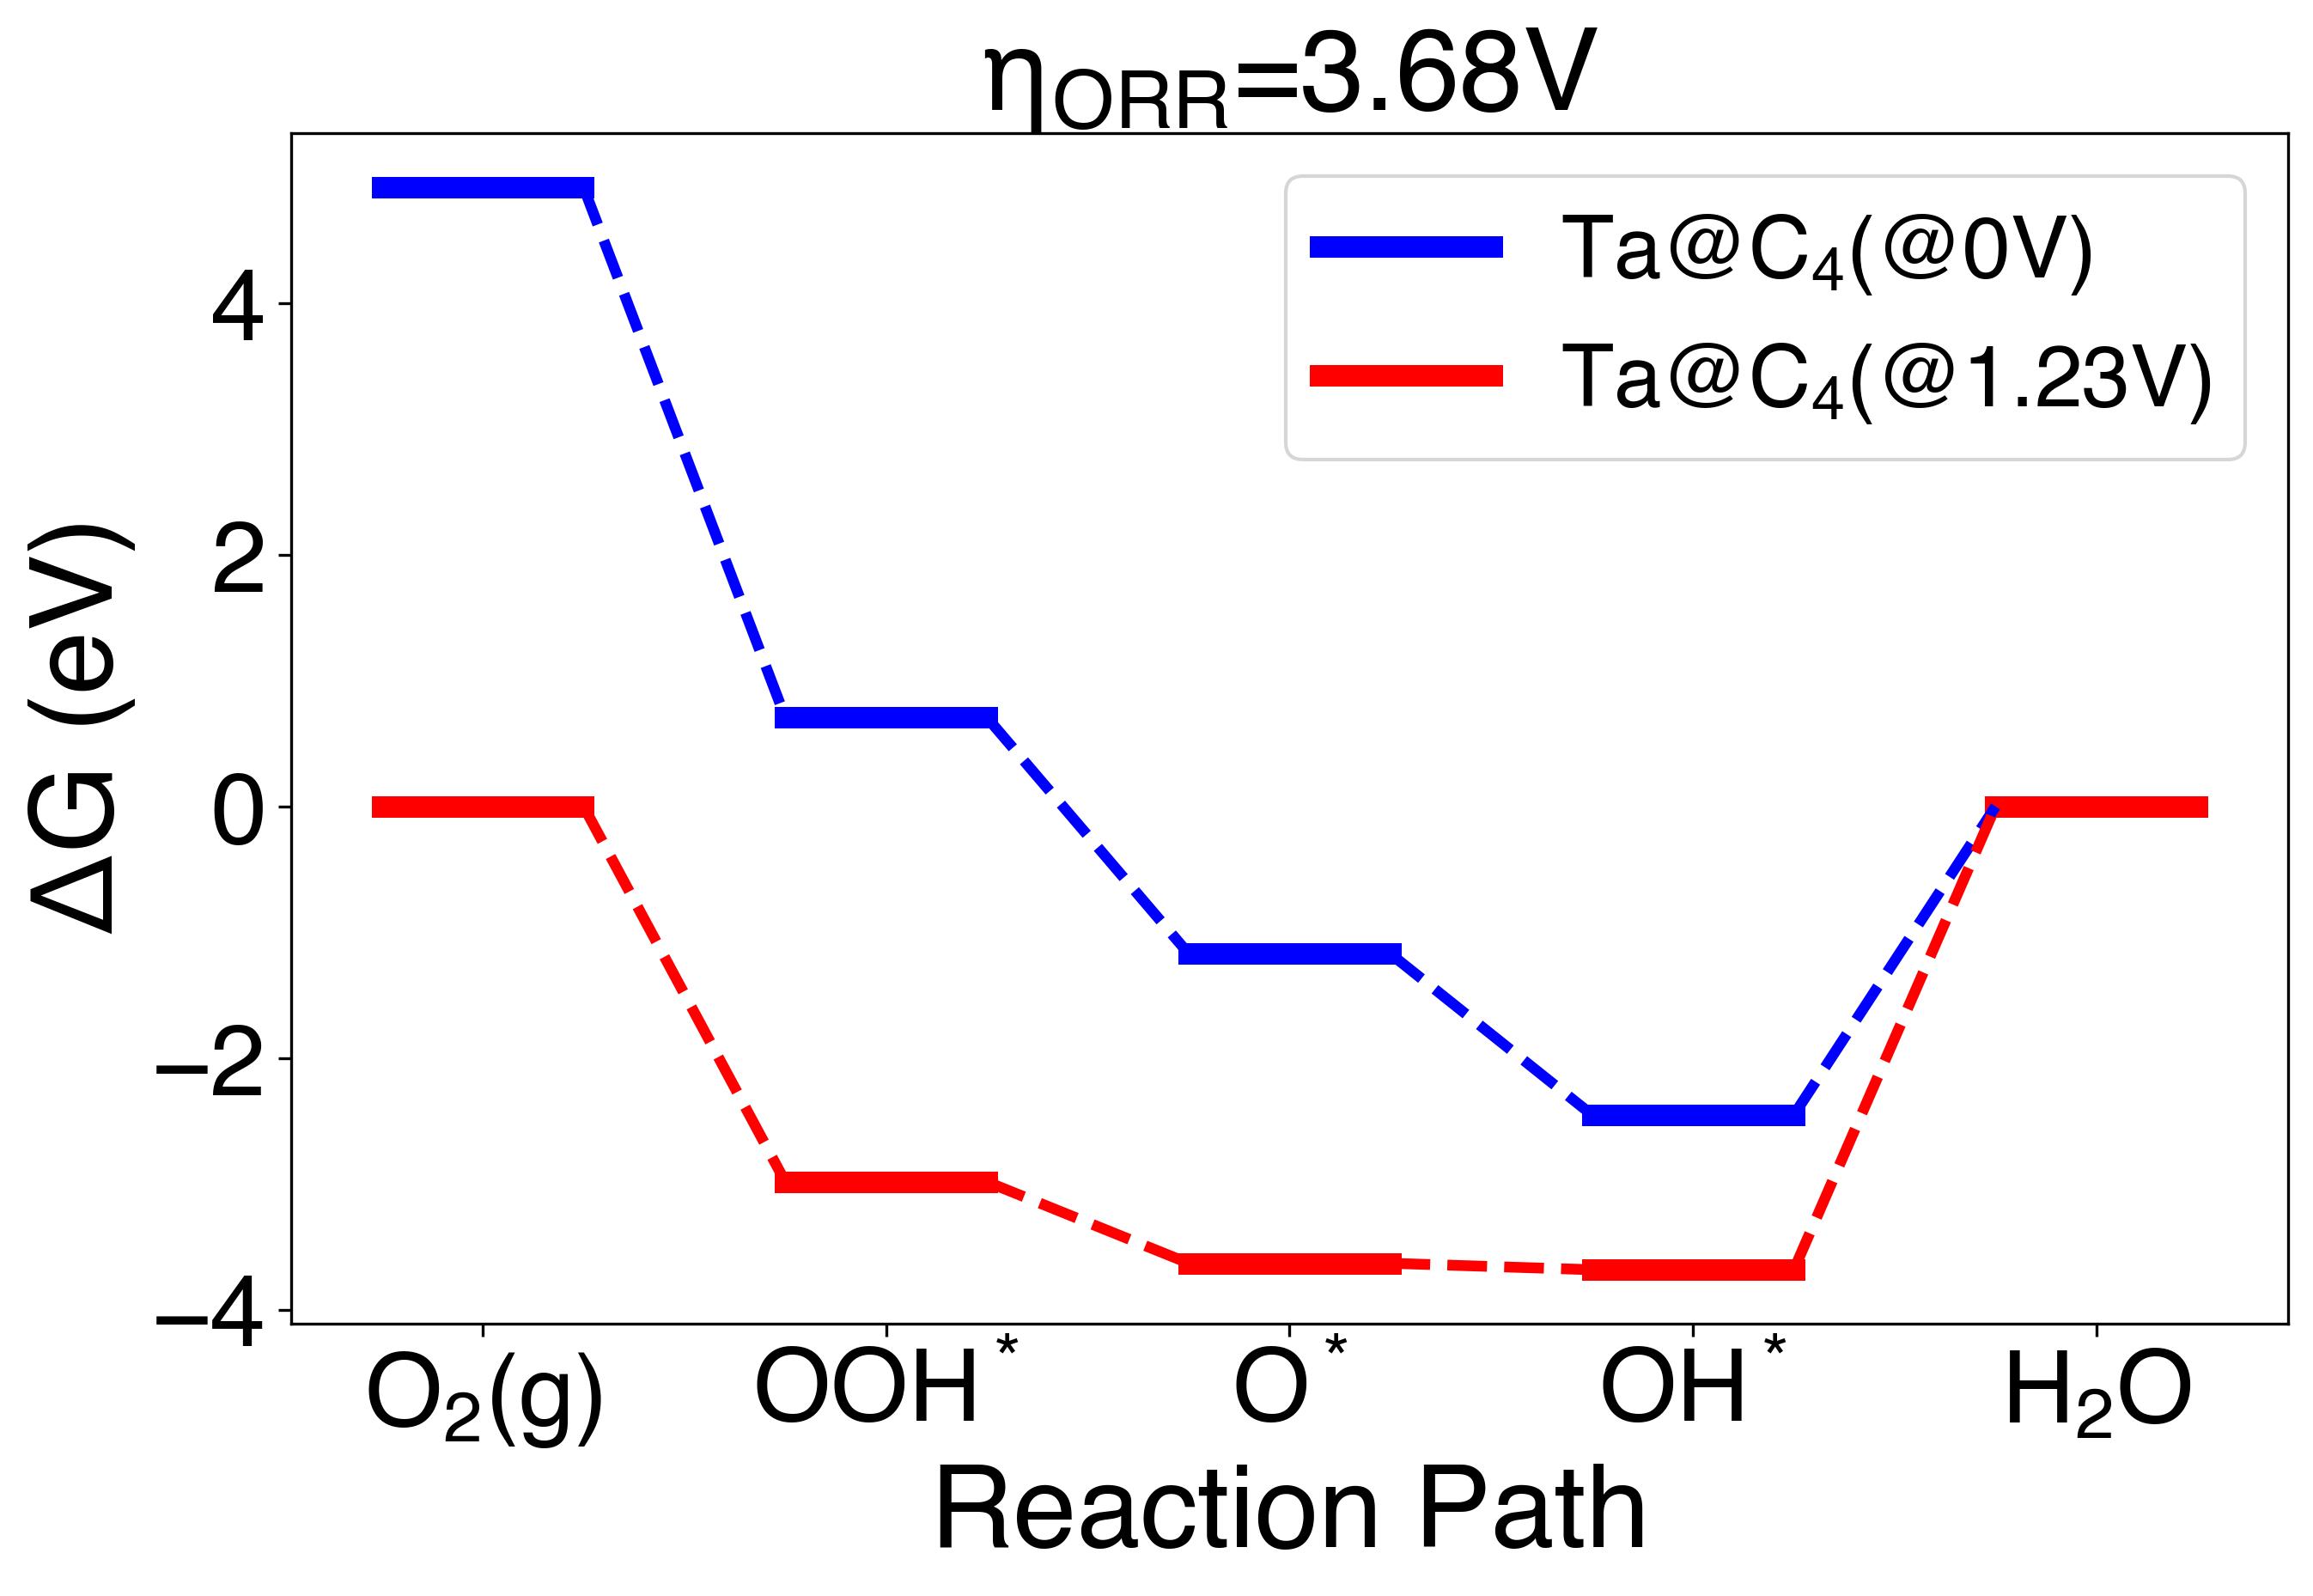 η_ORR=3.68V
Ta@C₄(@0V)
Ta@C₄(@1.23V)
ΔG (eV)
4
2
0
−2
−4
O₂(g) OOH* O* OH* H₂O
Reaction Path